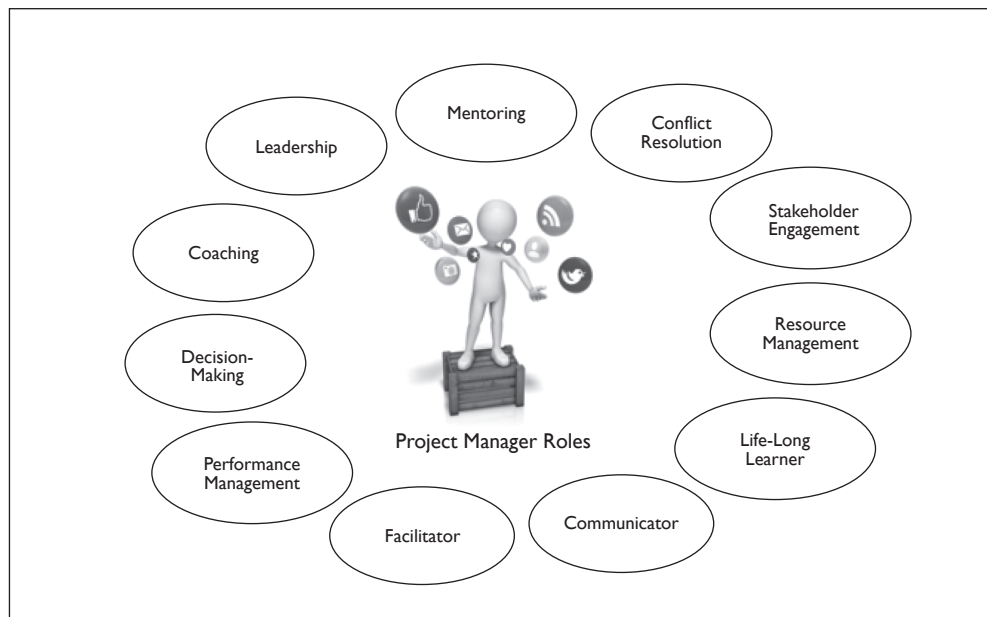 Mentoring
Conflict
Resolution
Leadership
Stakeholder
Engagement
Coaching
Resource
Management
Decision-
Making
Project Manager Roles
Life-Long
Learner
Performance
Management
Communicator
Facilitator